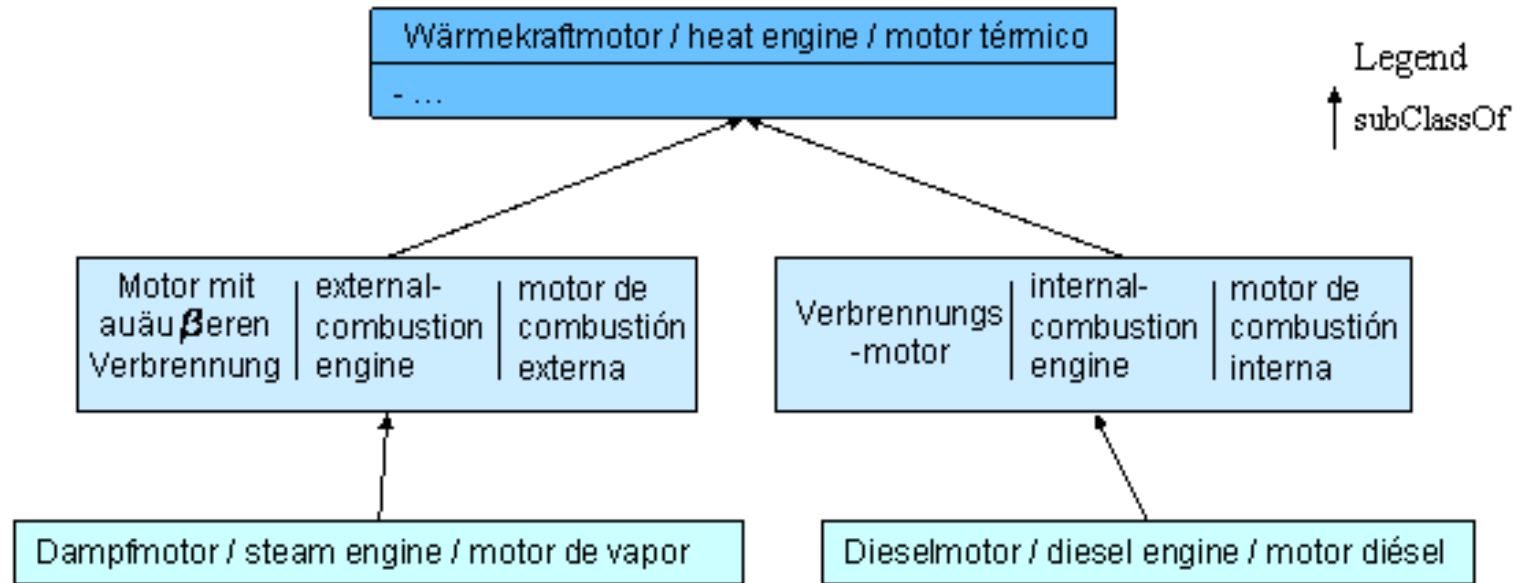 Wärmekraftmotor / heat engine / motor térmico
- ...
Legend
subClassOf
Motor mit
auäuβeren
Verbrennung
external-
combustion
engine
motor de
combustión
externa
Verbrennungs
-motor
internal-
combustion
engine
motor de
combustión
interna
Dampfmotor / steam engine / motor de vapor
Dieselmotor / diesel engine / motor diésel